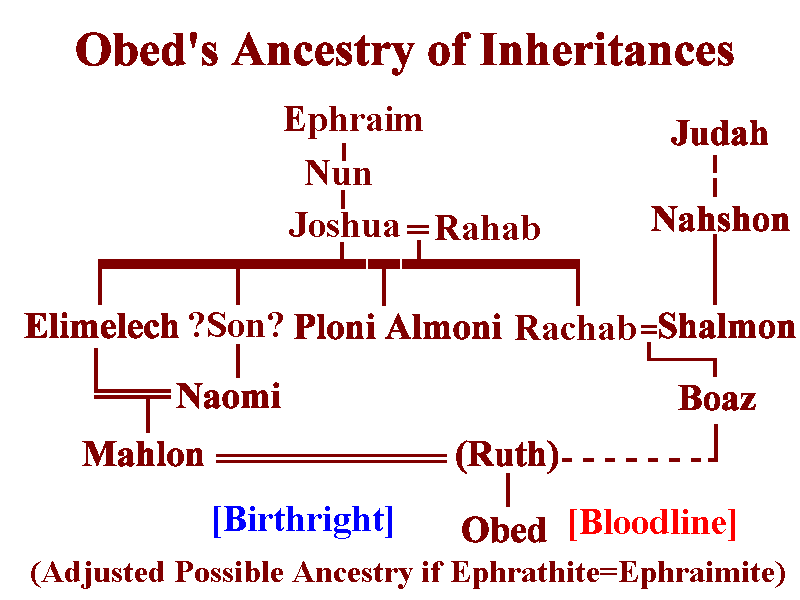 Obed's Ancestry of Inheritances
Ephraim
Judah
Nun
Nahshon
Joshua = Rahab
Elimelech ?Son? Ploni Almoni Rachab=Shalmon
Naomi
Boaz
Mahlon (Ruth)
[Birthright] Obed [Bloodline]
(Adjusted Possible Ancestry if Ephrathite=Ephraimite)